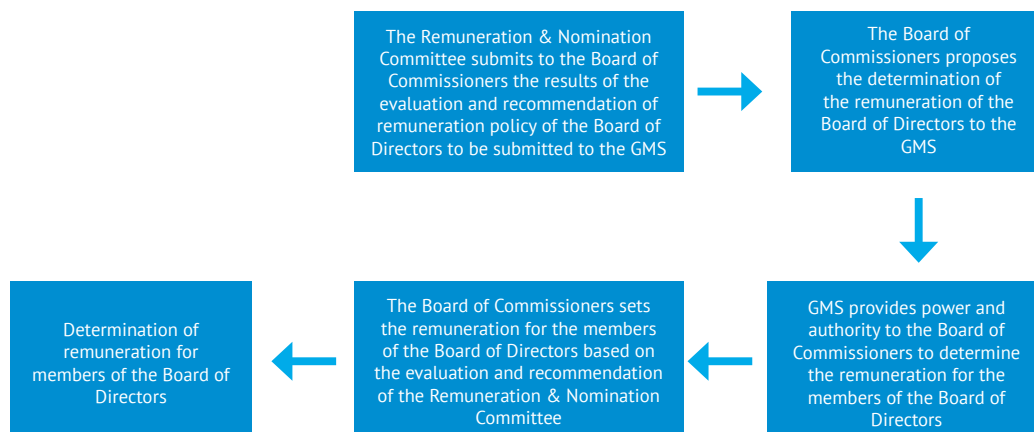 The Remuneration & Nomination
Committee submits to the Board of
Commissioners the results of the
evaluation and recommendation of
remuneration policy of the Board of
Directors to be submitted to the GMS
The Board of
Commissioners proposes
the determination of
the remuneration of the
Board of Directors to the
GMS
GMS provides power and
authority to the Board of
Commissioners to determine
the remuneration for the
members of the Board of
Directors
The Board of Commissioners sets
the remuneration for the members
of the Board of Directors based on
the evaluation and recommendation
of the Remuneration & Nomination
Committee
Determination of
remuneration for
members of the Board of
Directors